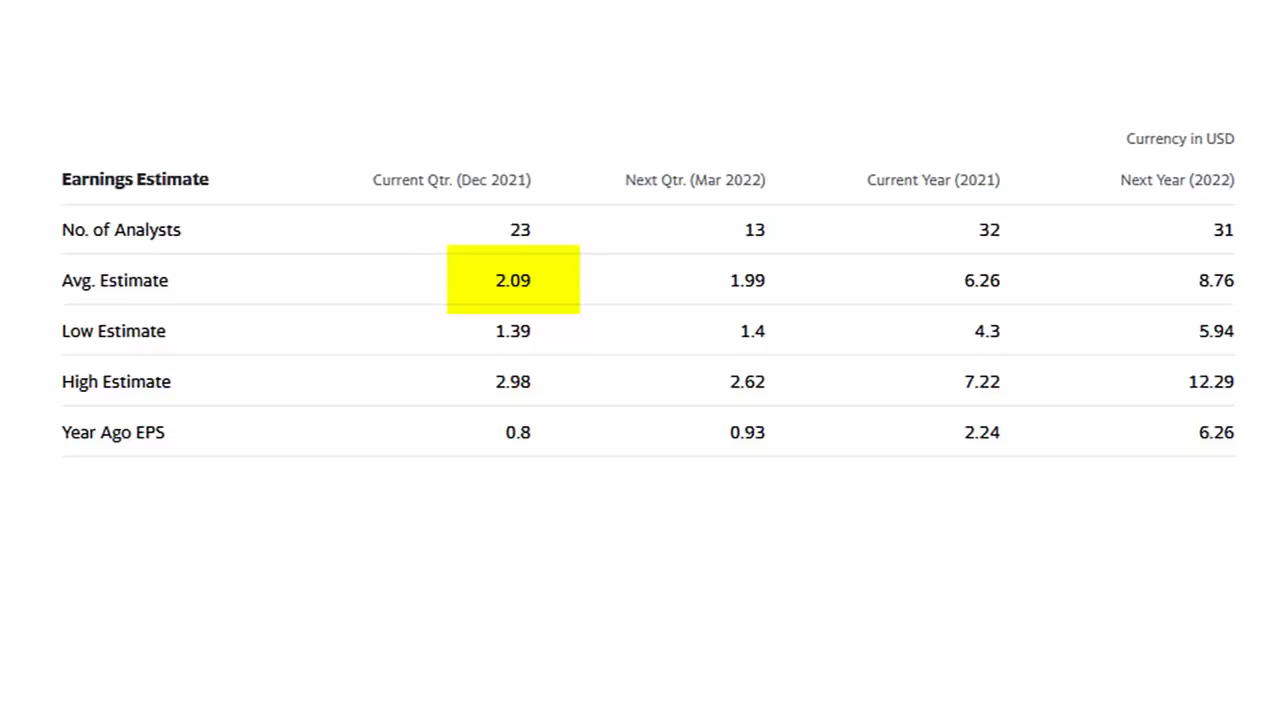 Currency in USD
Earnings Estimate Current Qtr. (Dec 2021) Next Qtr. (Mar 2022) Current Year (2021) Next Year (2022)
No. of Analysts 23 13 32 31
Avg. Estimate 2.09 1.99 6.26 8.76
Low Estimate 1.39 1.4 4.3 5.94
High Estimate 2.98 2.62 7.22 12.29
Year Ago EPS 0.8 0.93 2.24 6.26